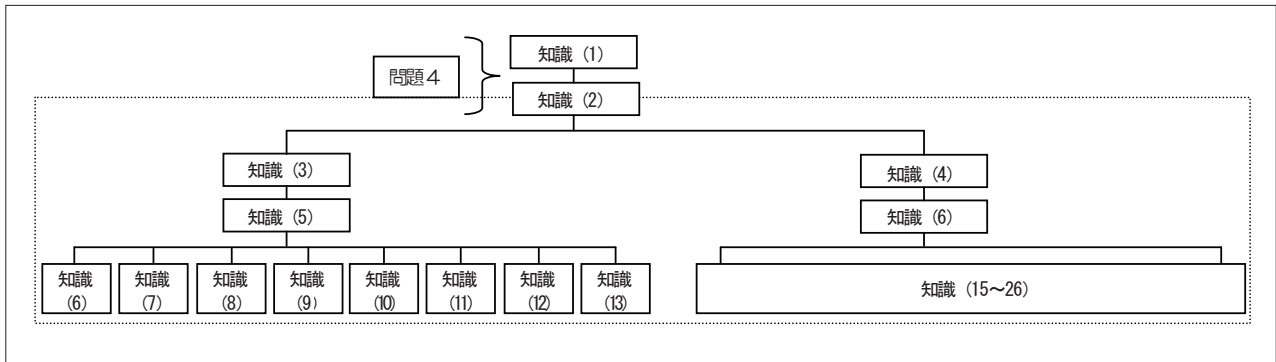 知識 (1)
問題4
知識 (2)
知識 (3)
知識 (4)
知識 (5)
知識 (6)
知識
(6)
知識
(7)
知識
(8)
知識
(9)
知識
(10)
知識
(11)
知識
(12)
知識
(13)
知識 (15～26)